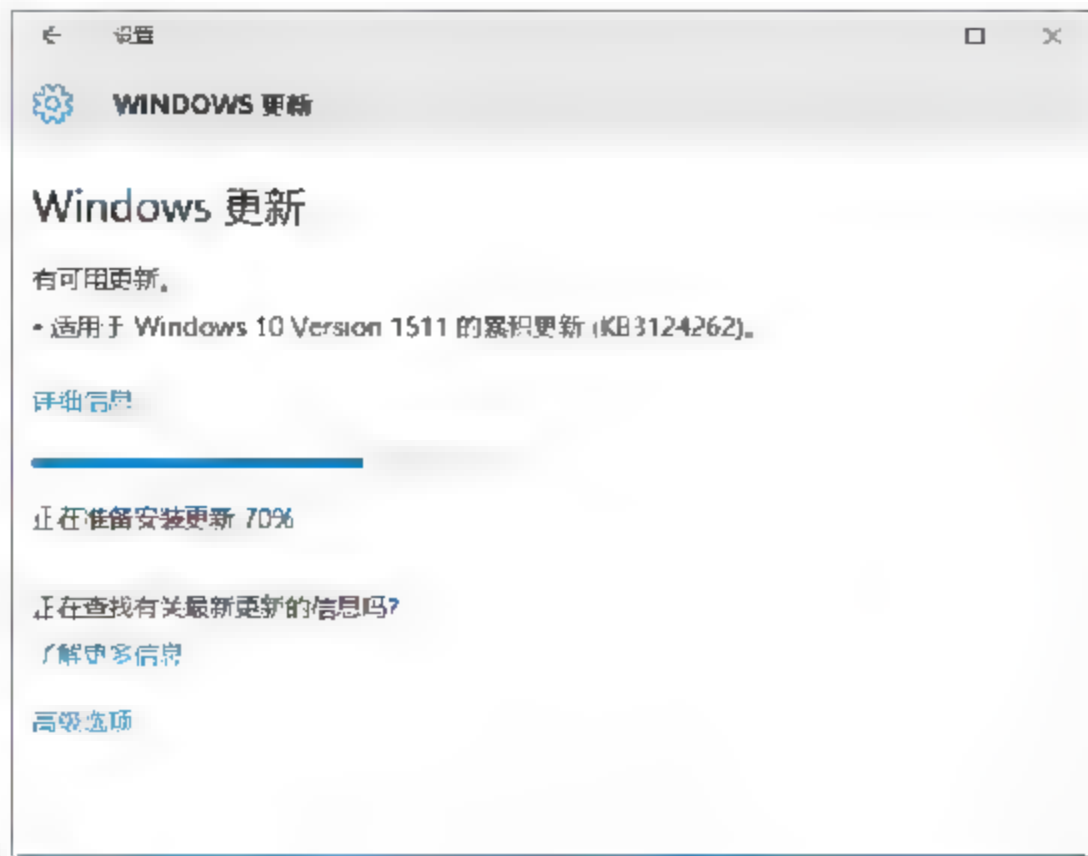 设置
WINDOWS 更新
Windows 更新
有可用更新。
• 适用于 Windows 10 Version 1511 的累积更新 (KB3124262)。
详细信息
正在准备安装更新 70%
正在查找有关最新更新的信息吗?
了解更多信息
高级选项